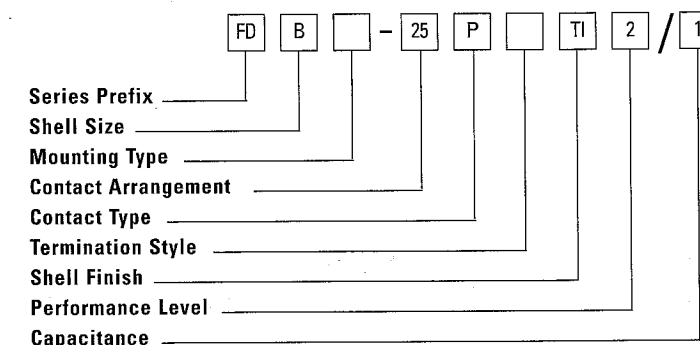 FD B - 25 P TI 2 / 1
Series Prefix
Shell Size
Mounting Type
Contact Arrangement
Contact Type
Termination Style
Shell Finish
Performance Level
Capacitance